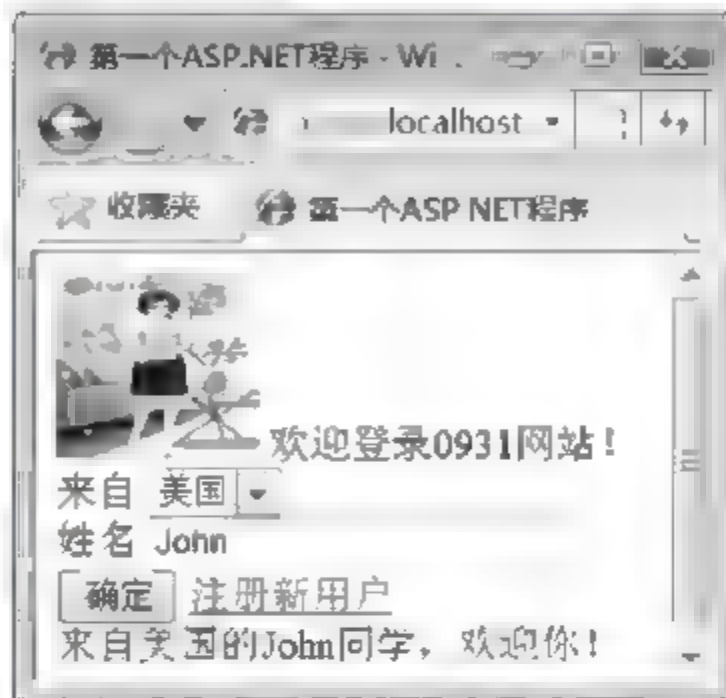 第一个ASP.NET程序 - Wi
localhost
收藏夹 第一个ASP NET程序
欢迎登录0931网站！
来自 美国
姓名 John
确定 注册新用户
来自美国的John同学，欢迎你！